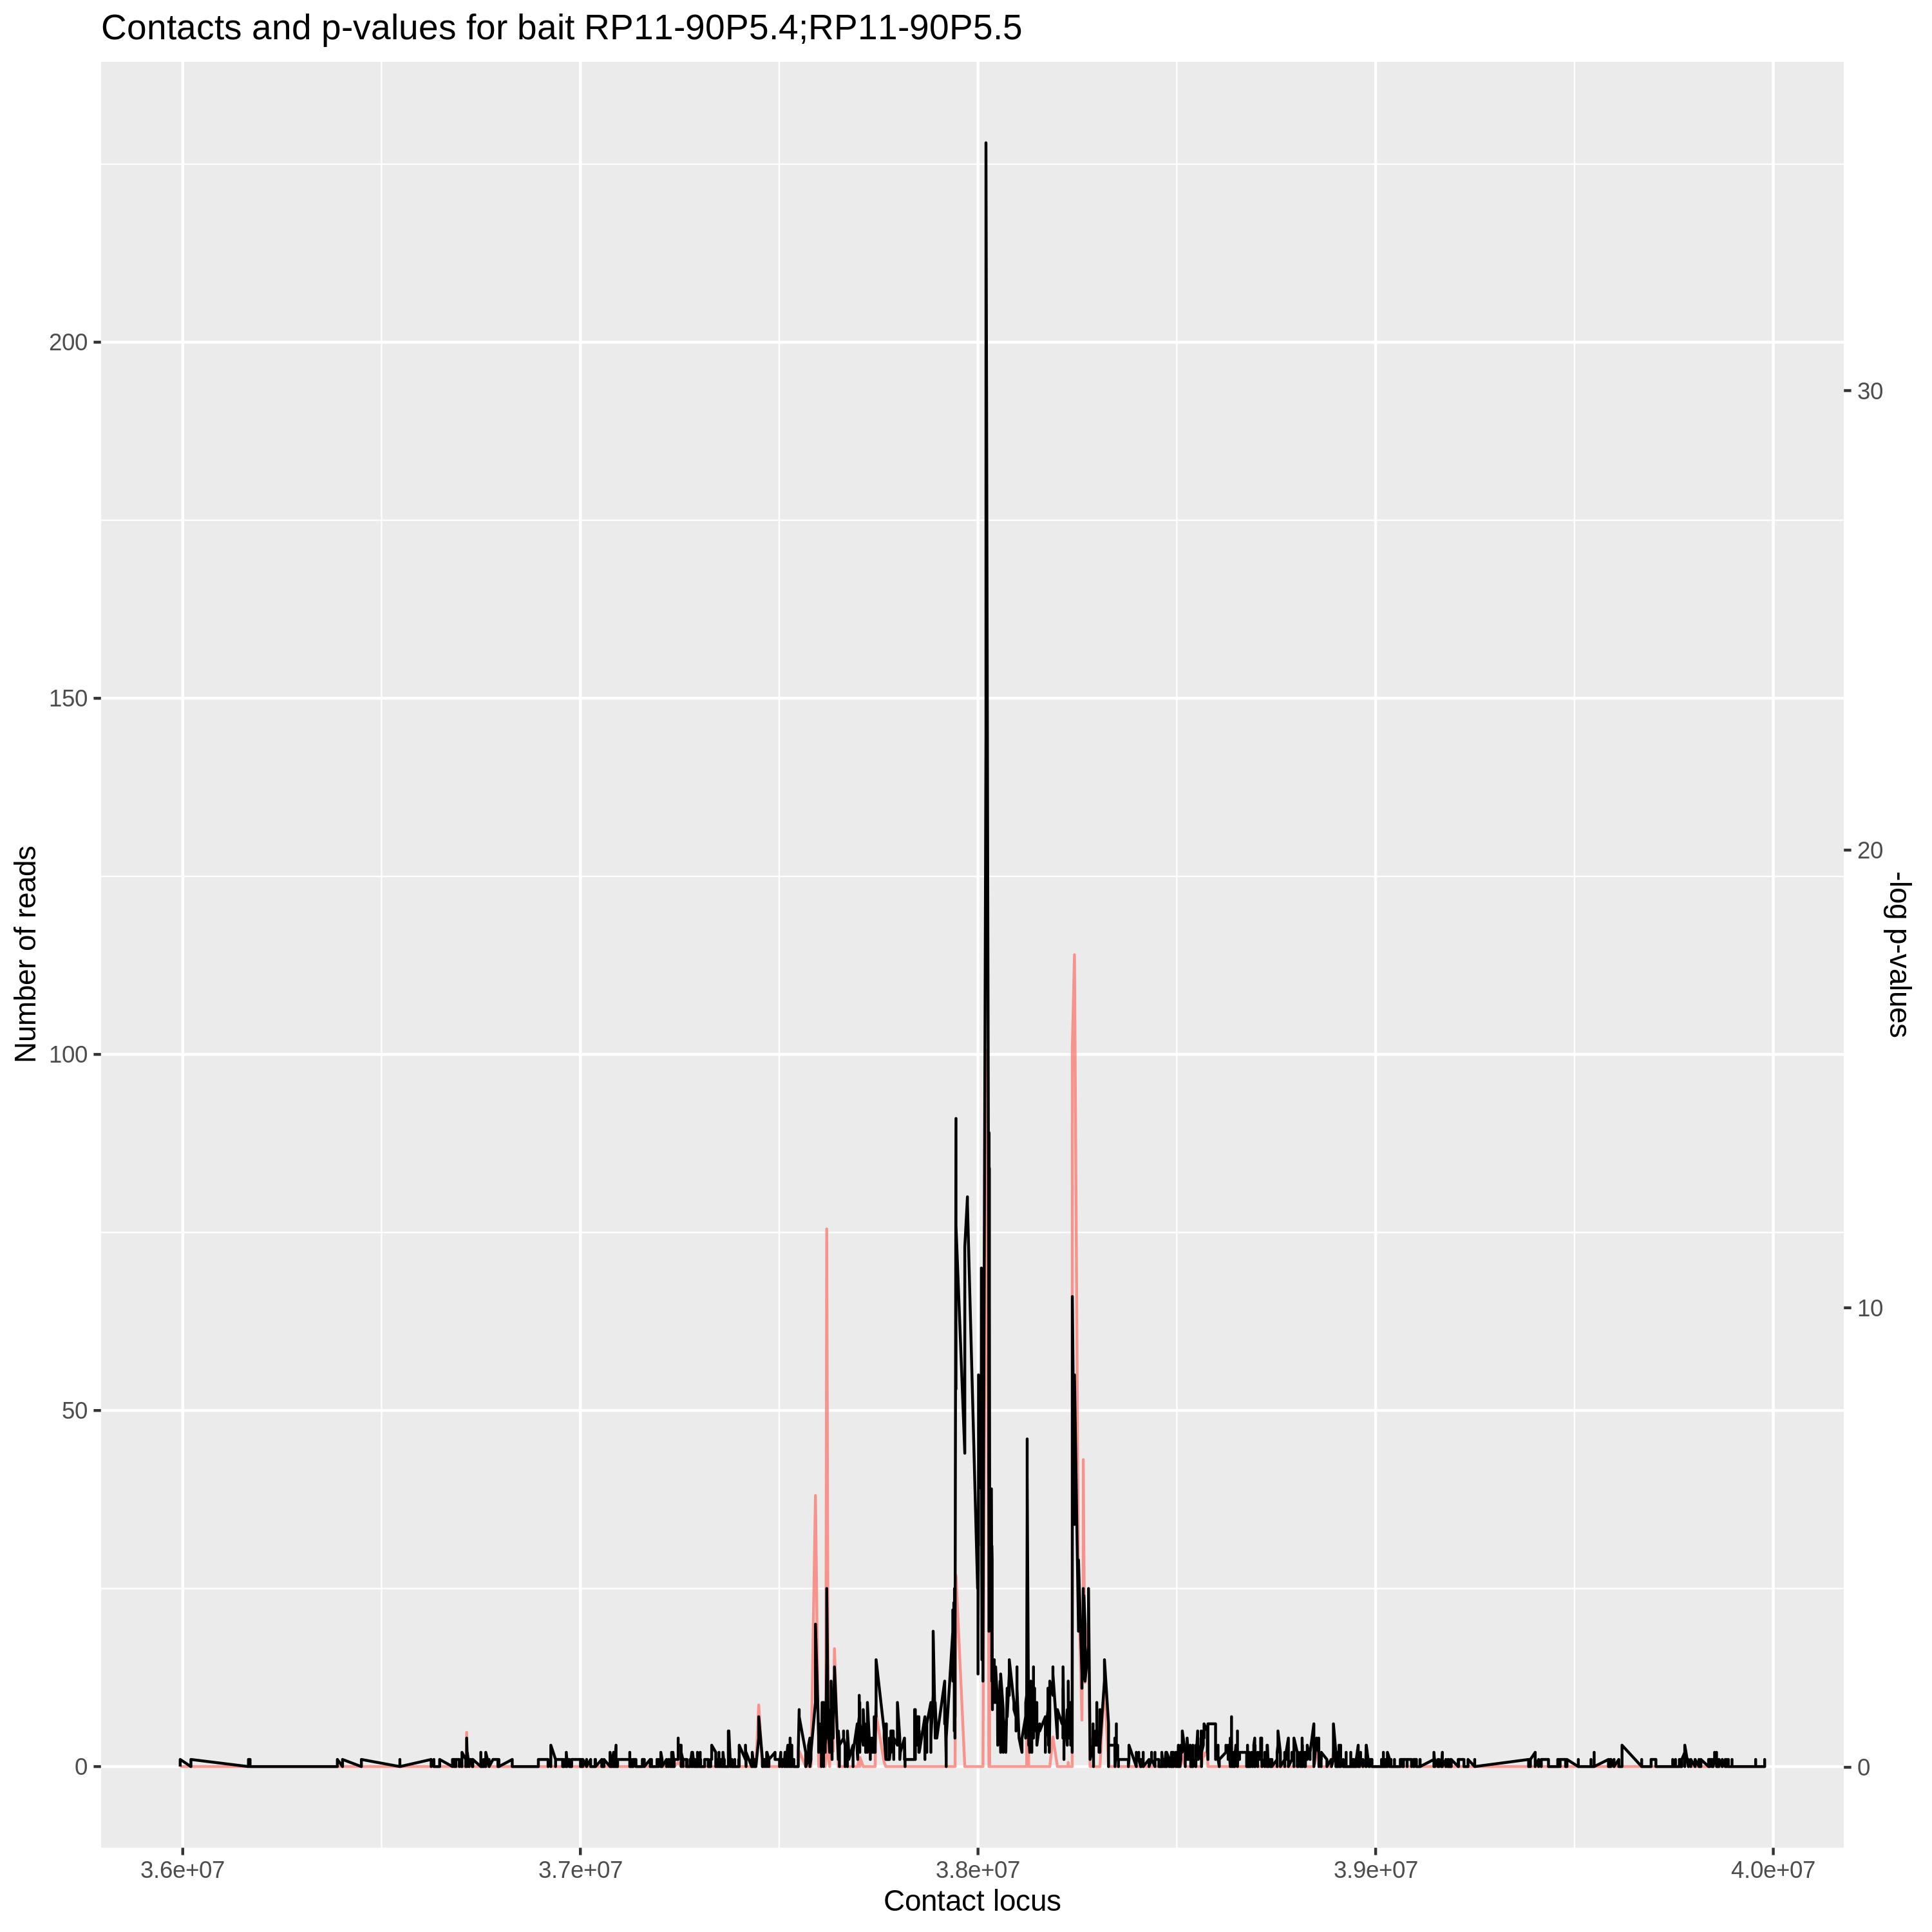 Contacts and p-values for bait RP11-90P5.4;RP11-90P5.5
200
150
100
50
0
Number of reads
30
20
10
0
-log p-values
3.6e+07 3.7e+07 3.8e+07 3.9e+07 4.0e+07
Contact locus